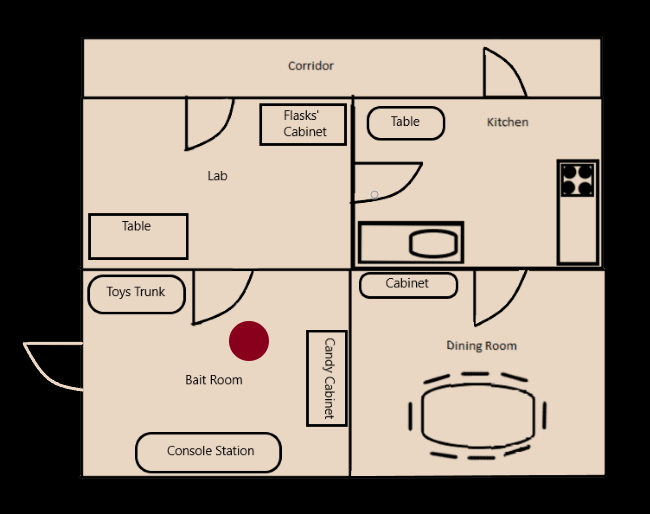 Corridor
Flasks'
Cabinet
Table
Kitchen
Lab
Table
Toys Trunk
Cabinet
Dining Room
Candy Cabinet
Bait Room
Console Station